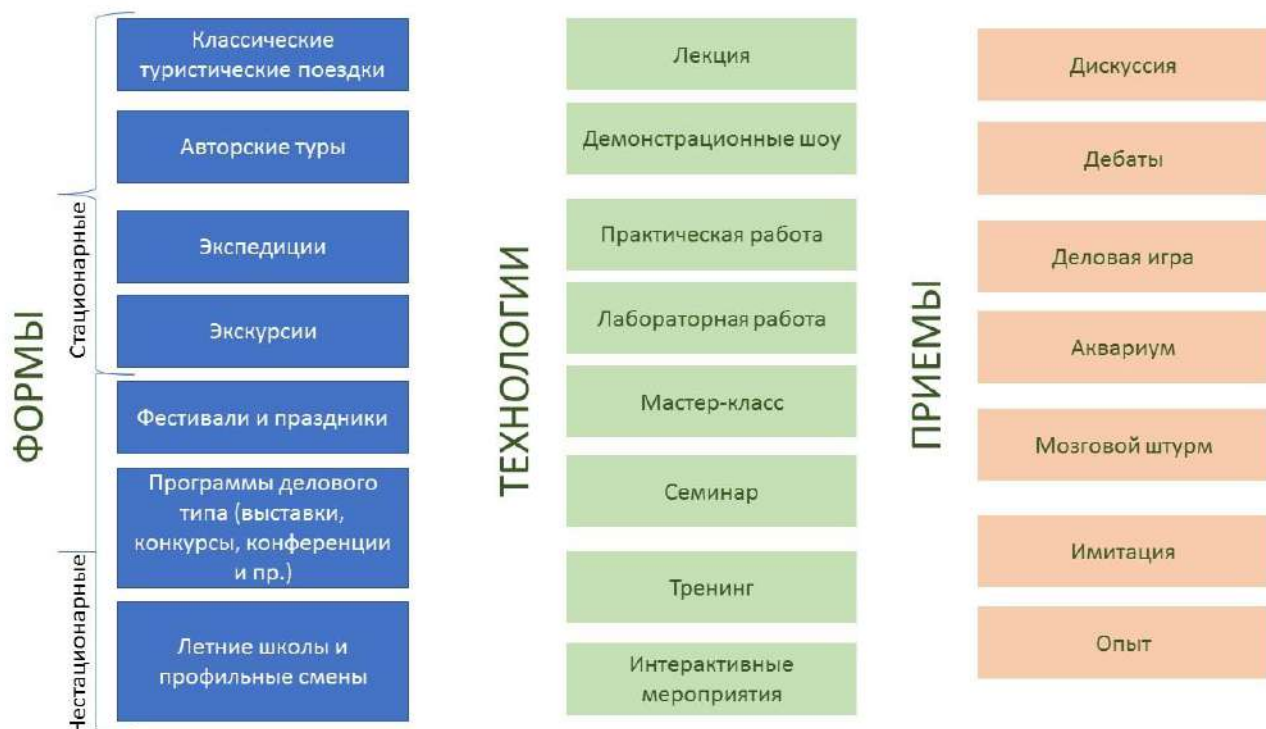 ФОРМЫ
Стационарные
Нестационарные
Классические
туристические поездки
Авторские туры
Экспедиции
Экскурсии
Фестивали и праздники
Программы делового
типа (выставки,
конкурсы, конференции
и пр.)
Летние школы и
профильные смены
ТЕХНОЛОГИИ
Лекция
Демонстрационные шоу
Практическая работа
Лабораторная работа
Мастер-класс
Семинар
Тренинг
Интерактивные
мероприятия
ПРИЕМЫ
Дискуссия
Дебаты
Деловая игра
Аквариум
Мозговой штурм
Имитация
Опыт